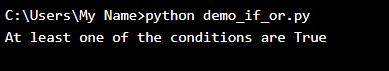 C:\Users\My Name>python demo_if_or.py
At least one of the conditions are True